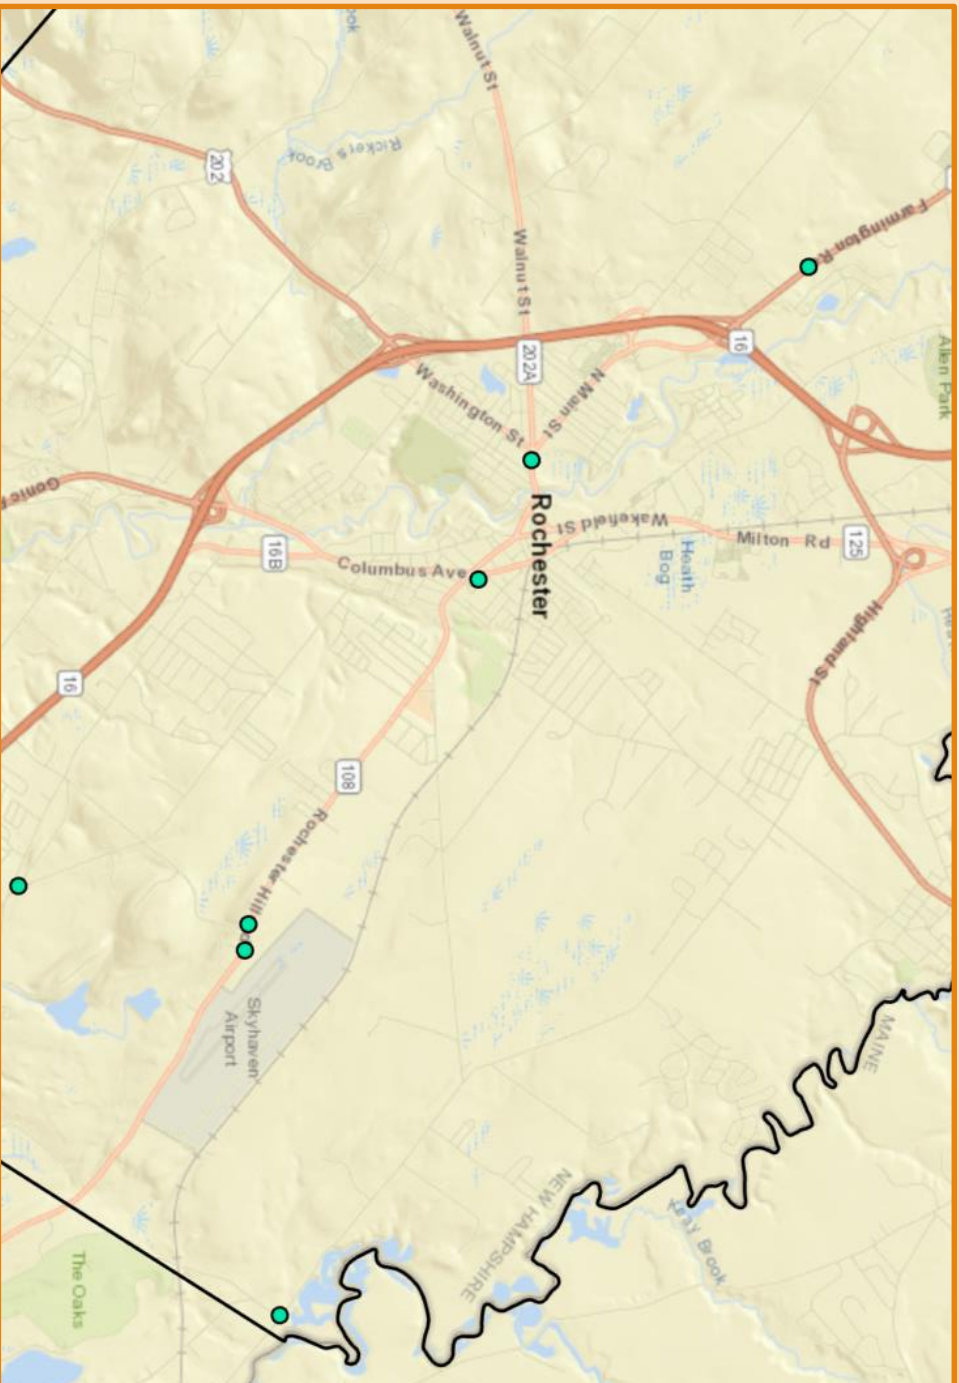 ook
Walnut St
Rickers Brook
202
Farmington R
Walnut St
16
Allen Park
202A
Washington St
N Main St
Gonic
Rochester
Wakefield St
Milton Rd
125
16B
Columbus Ave
Heath
Bog
Highland St
16
108
Rochester Hill
Skyhaven
Airport
MAINE
NEW HAMPSHIRE
Brook
The Oaks